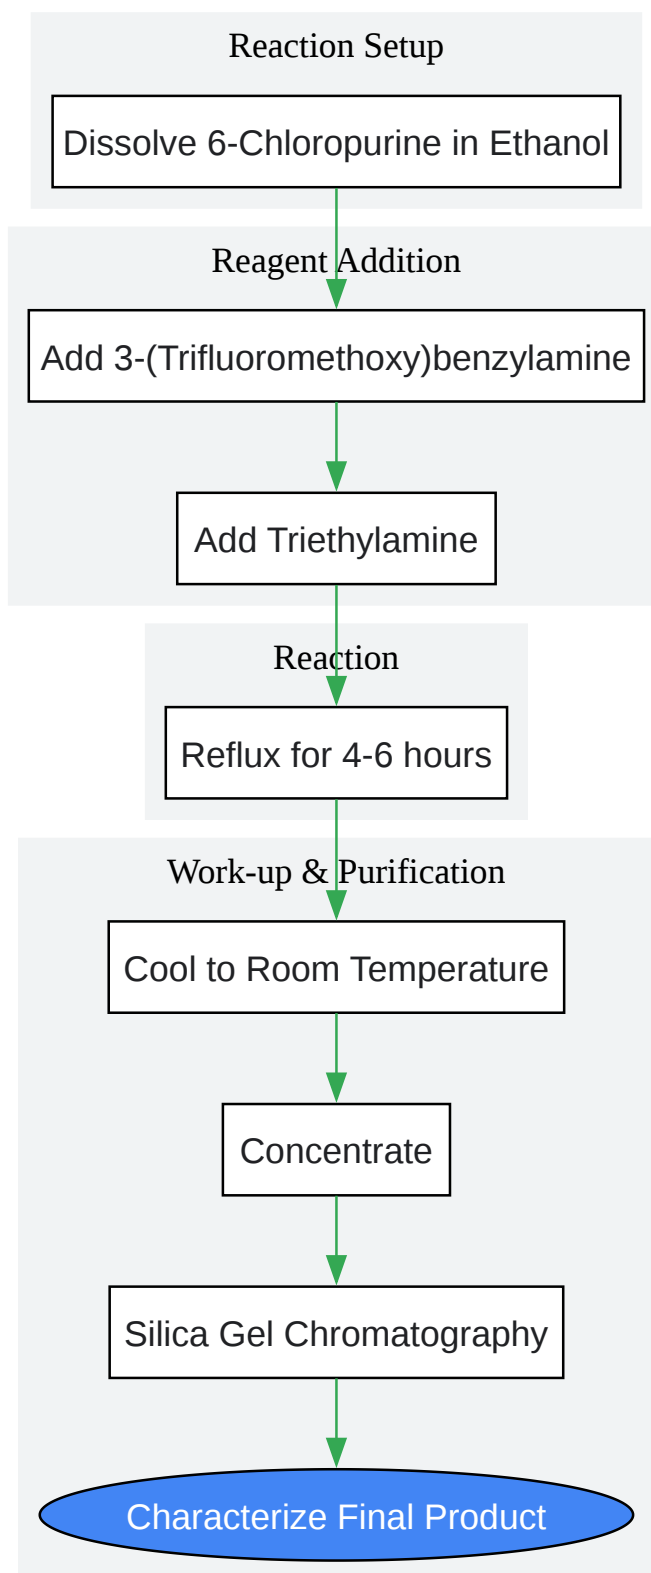 Reaction Setup
Dissolve 6-Chloropurine in Ethanol
Reagent Addition
Add 3-(Trifluoromethoxy)benzylamine
Add Triethylamine
Reaction
Reflux for 4-6 hours
Work-up & Purification
Cool to Room Temperature
Concentrate
Silica Gel Chromatography
Characterize Final Product